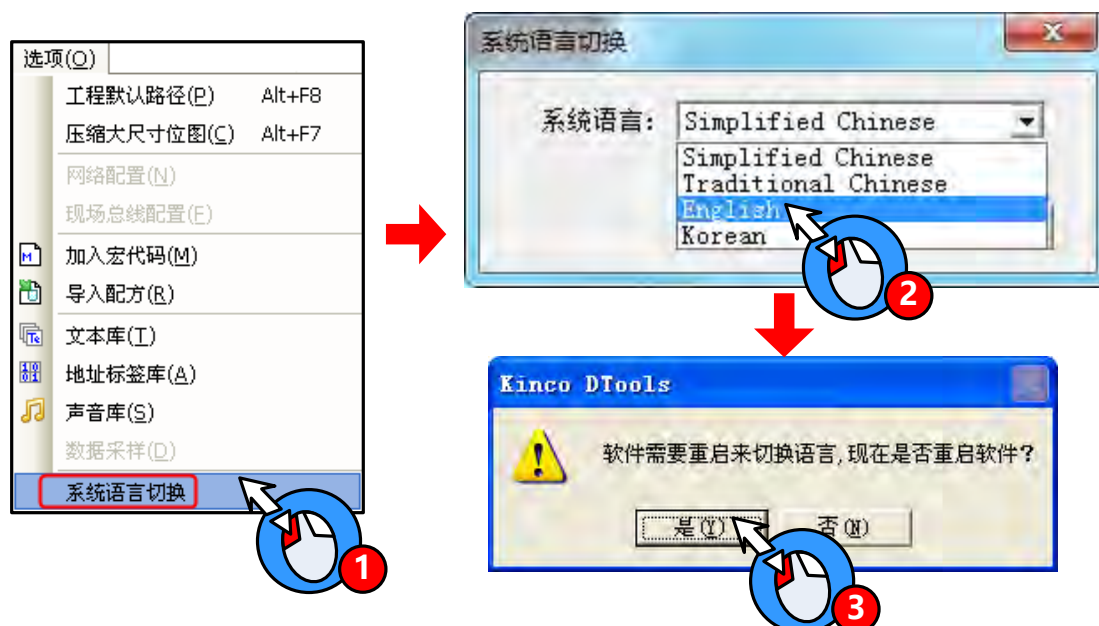 选项(O)
工程默认路径(P) Alt+F8
压缩大尺寸位图(C) Alt+F7
网络配置(N)
现场总线配置(F)
加入宏代码(M)
导入配方(R)
文本库(T)
地址标签库(A)
声音库(S)
数据采样(D)
系统语言切换
1
系统语言切换
系统语言: Simplified Chinese
Simplified Chinese
Traditional Chinese
English
Korean
2
Kinco DTools
软件需要重启来切换语言,现在是否重启软件?
是(Y) 否(N)
3